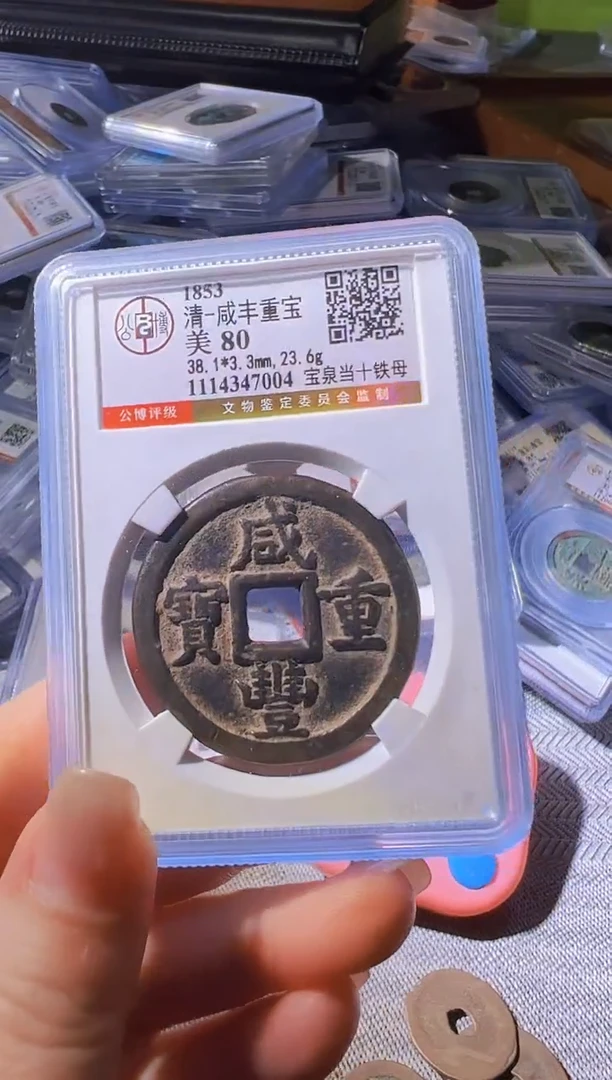 1853
清-咸丰重宝
美 80
38.1*3.3mm, 23.6g
1114347004 宝泉当十铁母
公博评级 文物鉴定委员会监制
公博
咸
豐
重
寶